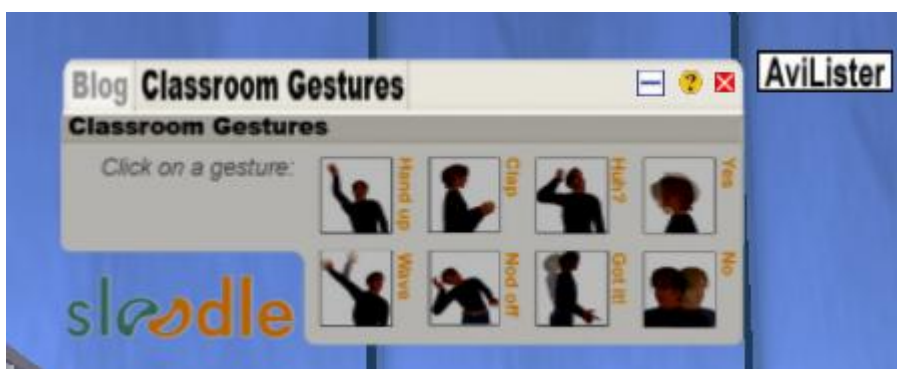 Blog Classroom Gestures
AviLister
Classroom Gestures
Click on a gesture:
Hand up
Clap
Huh?
Yes
Wave
Nod off
Got it!
No
sloodle